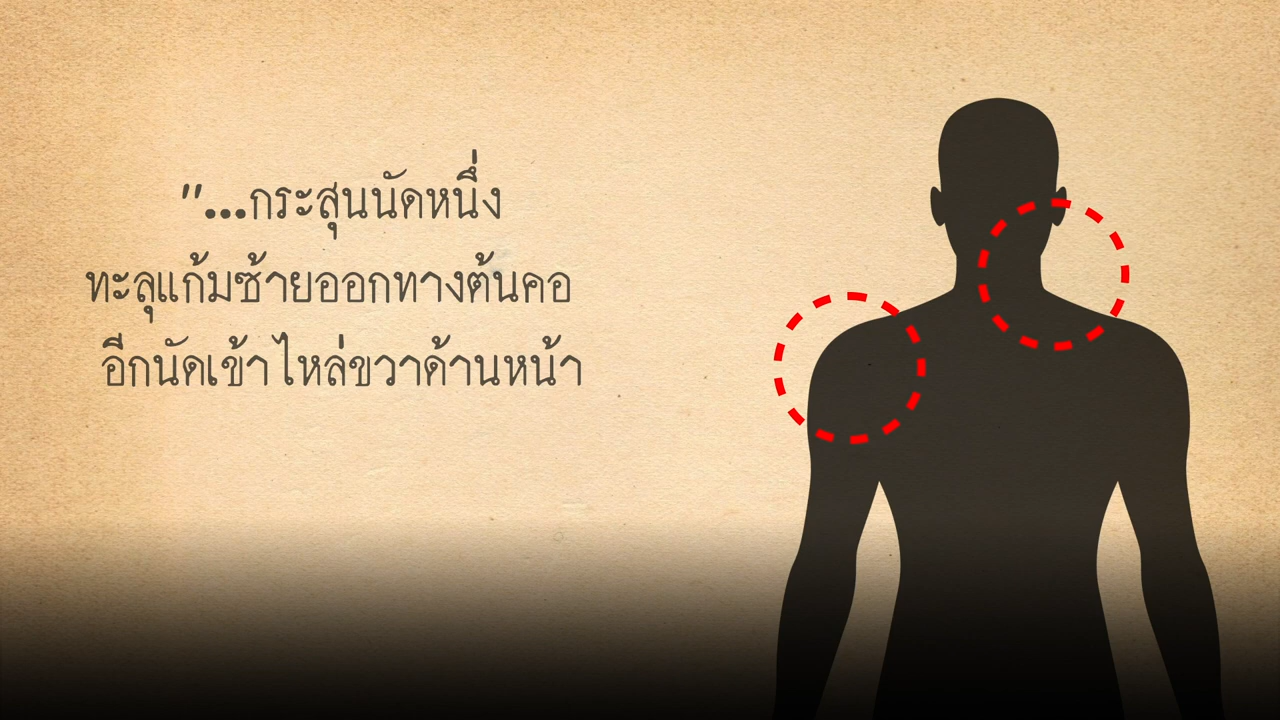 "...กระสุนนัดหนึ่ง
ทะลุแก้มซ้ายออกทางต้นคอ
อีกนัดเข้าไหล่ขวาด้านหน้า